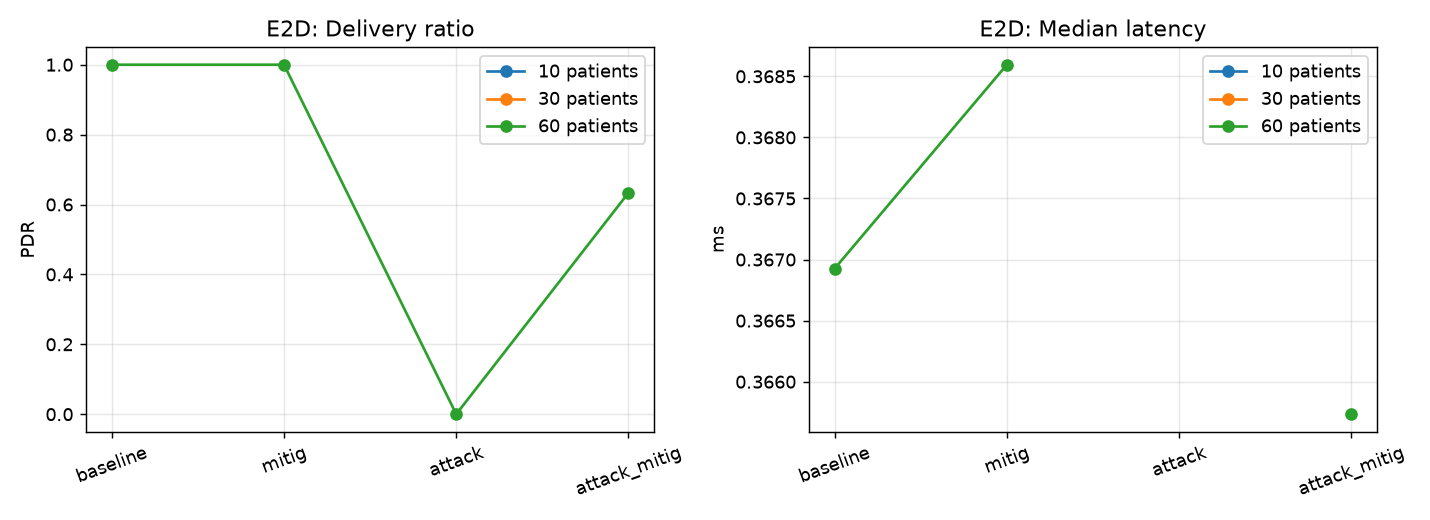 E2D: Delivery ratio
PDR
1.0
0.8
0.6
0.4
0.2
0.0
10 patients
30 patients
60 patients
baseline
mitig
attack
attack_mitig
E2D: Median latency
ms
0.3685
0.3680
0.3675
0.3670
0.3665
0.3660
10 patients
30 patients
60 patients
baseline
mitig
attack
attack_mitig